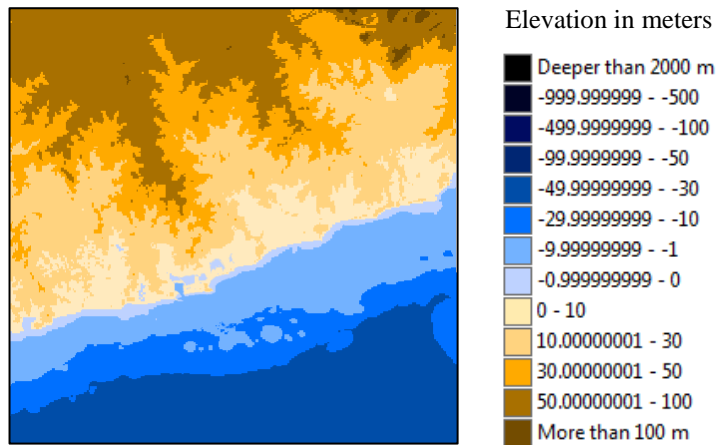 Elevation in meters
Deeper than 2000 m
-999.999999 - -500
-499.9999999 - -100
-99.9999999 - -50
-49.99999999 - -30
-29.99999999 - -10
-9.99999999 - -1
-0.999999999 - 0
0 - 10
10.00000001 - 30
30.00000001 - 50
50.00000001 - 100
More than 100 m